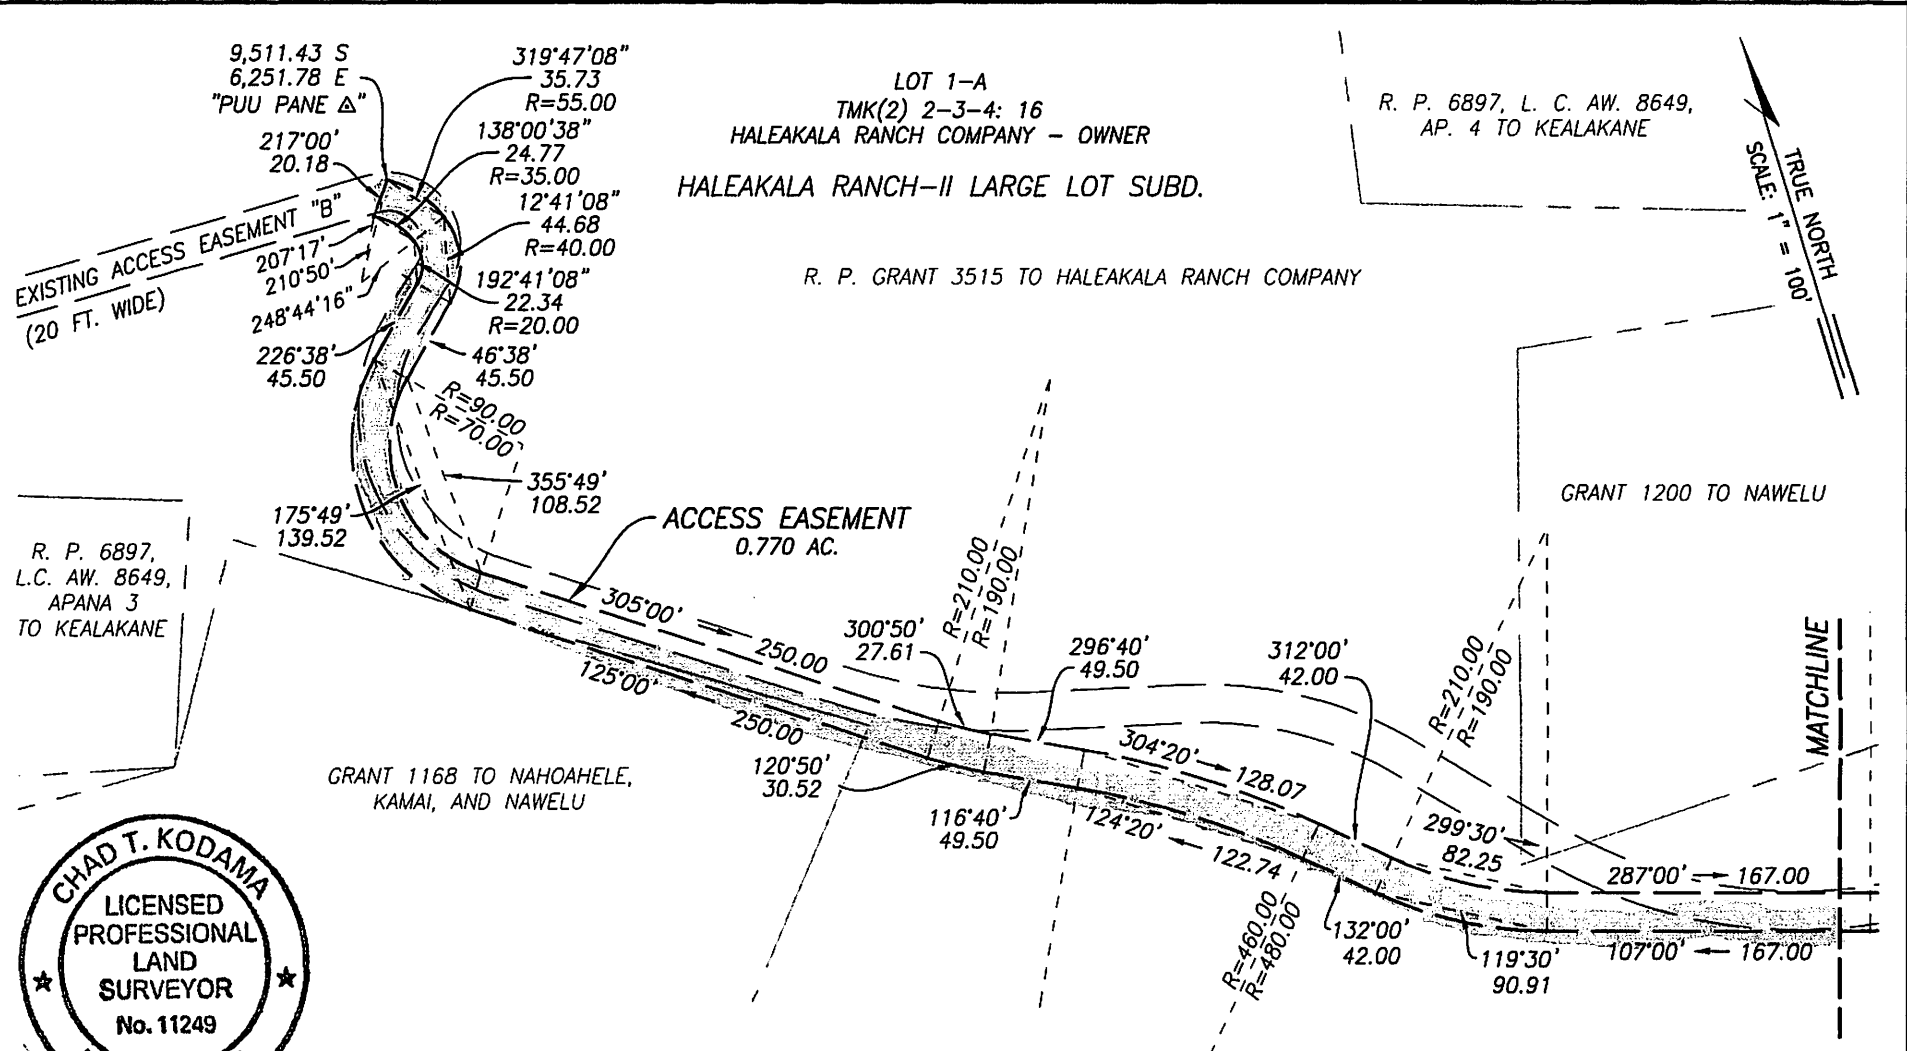 9,511.43 S
6,251.78 E
"PUU PANE △"
319°47'08"
35.73
R=55.00
217°00'
20.18
138°00'38"
24.77
R=35.00
12°41'08"
44.68
R=40.00
LOT 1-A
TMK(2) 2-3-4: 16
HALEAKALA RANCH COMPANY - OWNER
HALEAKALA RANCH-II LARGE LOT SUBD.
R. P. GRANT 3515 TO HALEAKALA RANCH COMPANY
R. P. 6897, L. C. AW. 8649,
AP. 4 TO KEALAKANE
TRUE NORTH
SCALE: 1" = 100'
EXISTING ACCESS EASEMENT "B"
(20 FT. WIDE)
207°17'
210°50'
248°44'16"
192°41'08"
22.34
R=20.00
226°38'
45.50
46°38'
45.50
R=90.00
R=70.00
355°49'
108.52
175°49'
139.52
ACCESS EASEMENT
0.770 AC.
GRANT 1200 TO NAWELU
R. P. 6897,
L.C. AW. 8649,
APANA 3
TO KEALAKANE
305°00'
250.00
125°00'
250.00
300°50'
27.61
R=210.00
R=190.00
296°40'
49.50
312°00'
42.00
R=210.00
R=190.00
MATCHLINE
GRANT 1168 TO NAHOAHELE,
KAMAI, AND NAWELU
120°50'
30.52
116°40'
49.50
304°20'
128.07
124°20'
122.74
299°30'
82.25
287°00'
167.00
107°00'
167.00
R=460.00
R=480.00
132°00'
42.00
119°30'
90.91
CHAD T. KODAMA
LICENSED
PROFESSIONAL
LAND
SURVEYOR
No. 11249